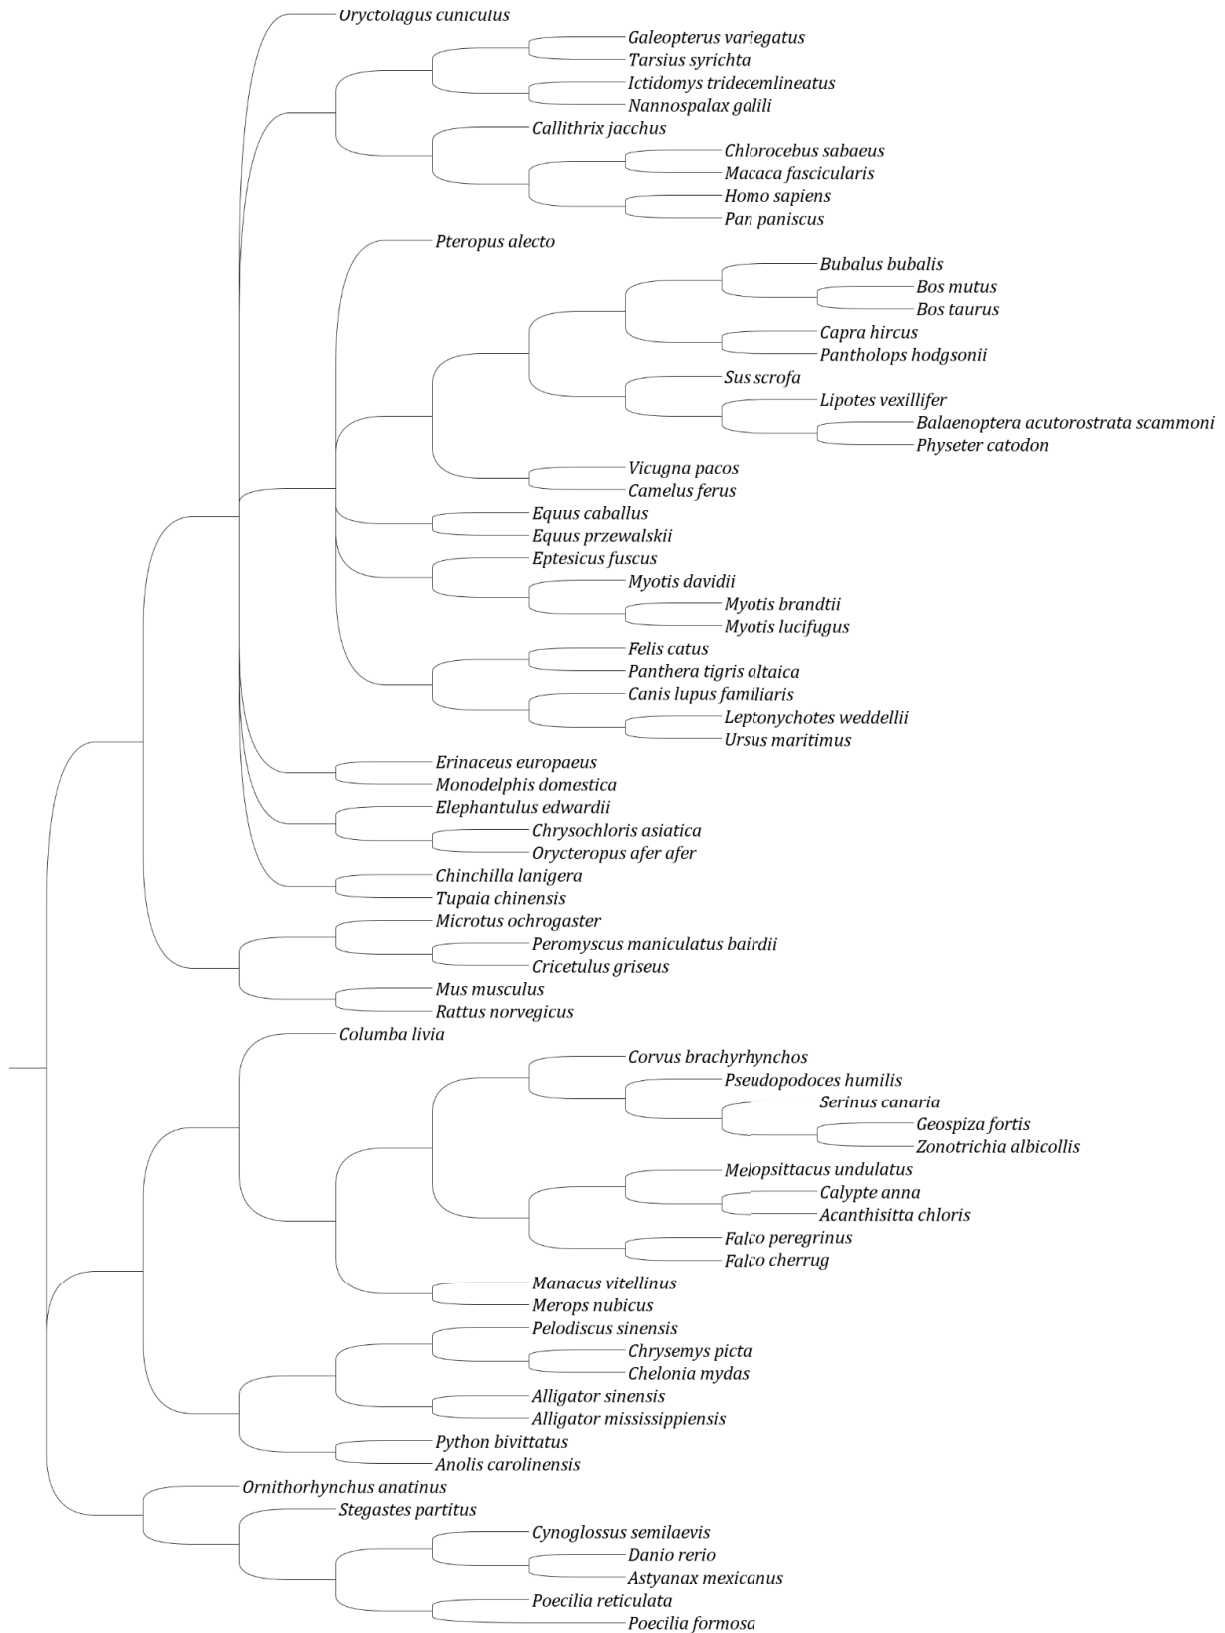 Oryctolagus cuniculus
Galeopterus variegatus
Tarsius syrichta
Ictidomys tridecemlineatus
Nannospalax galili
Callithrix jacchus
Chlorocebus sabaeus
Macaca fascicularis
Homo sapiens
Pan paniscus
Pteropus alecto
Bubalus bubalis
Bos mutus
Bos taurus
Capra hircus
Pantholops hodgsonii
Sus scrofa
Lipotes vexillifer
Balaenoptera acutorostrata scammoni
Physeter catodon
Vicugna pacos
Camelus ferus
Equus caballus
Equus przewalskii
Eptesicus fuscus
Myotis davidii
Myotis brandtii
Myotis lucifugus
Felis catus
Panthera tigris altaica
Canis lupus familiaris
Leptonychotes weddellii
Ursus maritimus
Erinaceus europaeus
Monodelphis domestica
Elephantulus edwardii
Chrysochloris asiatica
Orycteropus afer afer
Chinchilla lanigera
Tupaia chinensis
Microtus ochrogaster
Peromyscus maniculatus bairdii
Cricetulus griseus
Mus musculus
Rattus norvegicus
Columba livia
Corvus brachyrhynchos
Pseudopodoces humilis
Serinus canaria
Geospiza fortis
Zonotrichia albicollis
Melopsittacus undulatus
Calypte anna
Acanthisitta chloris
Falco peregrinus
Falco cherrug
Manacus vitellinus
Merops nubicus
Pelodiscus sinensis
Chrysemys picta
Chelonia mydas
Alligator sinensis
Alligator mississippiensis
Python bivittatus
Anolis carolinensis
Ornithorhynchus anatinus
Stegastes partitus
Cynoglossus semilaevis
Danio rerio
Astyanax mexicanus
Poecilia reticulata
Poecilia formosa